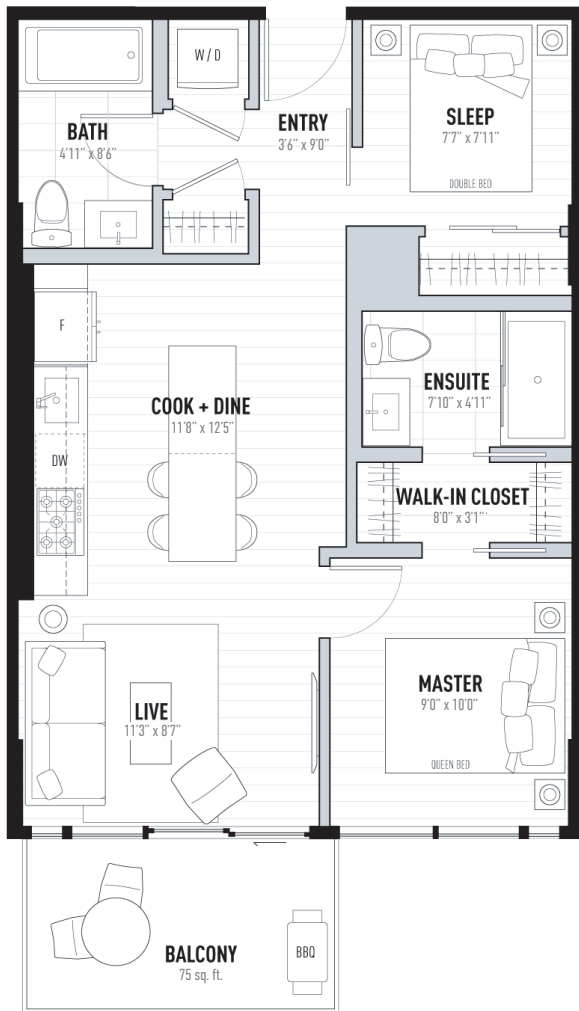 W / D
BATH
4'11" x 8'6"
ENTRY
3'6" x 9'0"
SLEEP
7'7" x 7'11"
DOUBLE BED
F
COOK + DINE
11'8" x 12'5"
DW
ENSUITE
7'10" x 4'11"
WALK-IN CLOSET
8'0" x 3'1"
LIVE
11'3" x 8'7"
MASTER
9'0" x 10'0"
QUEEN BED
BALCONY
75 sq. ft.
BBQ